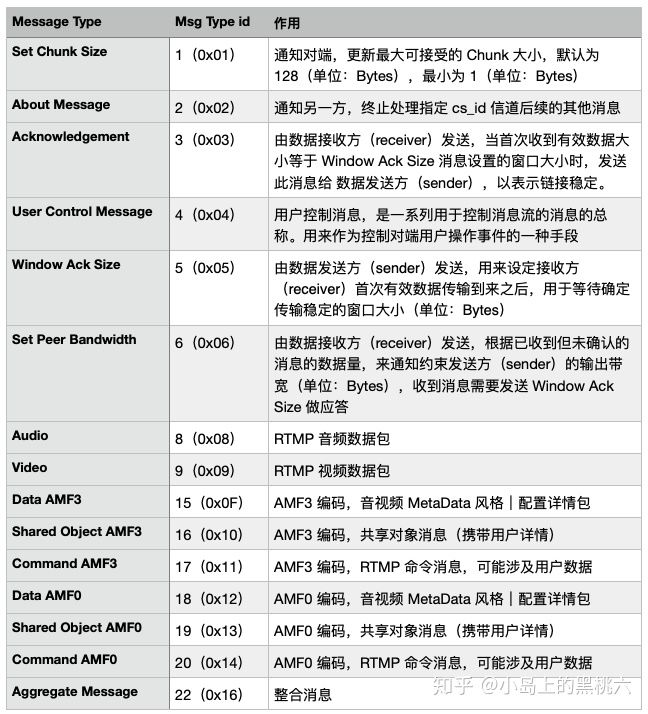 Message Type Msg Type id 作用
Set Chunk Size 1（0x01） 通知对端，更新最大可接受的 Chunk 大小，默认为
128（单位：Bytes），最小为 1（单位：Bytes）
About Message 2（0x02） 通知另一方，终止处理指定 cs_id 信道后续的其他消息
Acknowledgement 3（0x03） 由数据接收方（receiver）发送，当首次收到有效数据大
小等于 Window Ack Size 消息设置的窗口大小时，发送
此消息给 数据发送方（sender），以表示链接稳定。
User Control Message 4（0x04） 用户控制消息，是一系列用于控制消息流的消息的总
称。用来作为控制对端用户操作事件的一种手段
Window Ack Size 5（0x05） 由数据发送方（sender）发送，用来设定接收方
（receiver）首次有效数据传输到来之后，用于等待确定
传输稳定的窗口大小（单位：Bytes）
Set Peer Bandwidth 6（0x06） 由数据接收方（receiver）发送，根据已收到但未确认的
消息的数据量，来通知约束发送方（sender）的输出带
宽（单位：Bytes），收到消息需要发送 Window Ack
Size 做应答
Audio 8（0x08） RTMP 音频数据包
Video 9（0x09） RTMP 视频数据包
Data AMF3 15（0x0F） AMF3 编码，音视频 MetaData 风格｜配置详情包
Shared Object AMF3 16（0x10） AMF3 编码，共享对象消息（携带用户详情）
Command AMF3 17（0x11） AMF3 编码，RTMP 命令消息，可能涉及用户数据
Data AMF0 18（0x12） AMF0 编码，音视频 MetaData 风格｜配置详情包
Shared Object AMF0 19（0x13） AMF0 编码，共享对象消息（携带用户详情）
Command AMF0 20（0x14） AMF0 编码，RTMP 命令消息，可能涉及用户数据
Aggregate Message 22（0x16） 整合消息
知乎 @小岛上的黑桃六